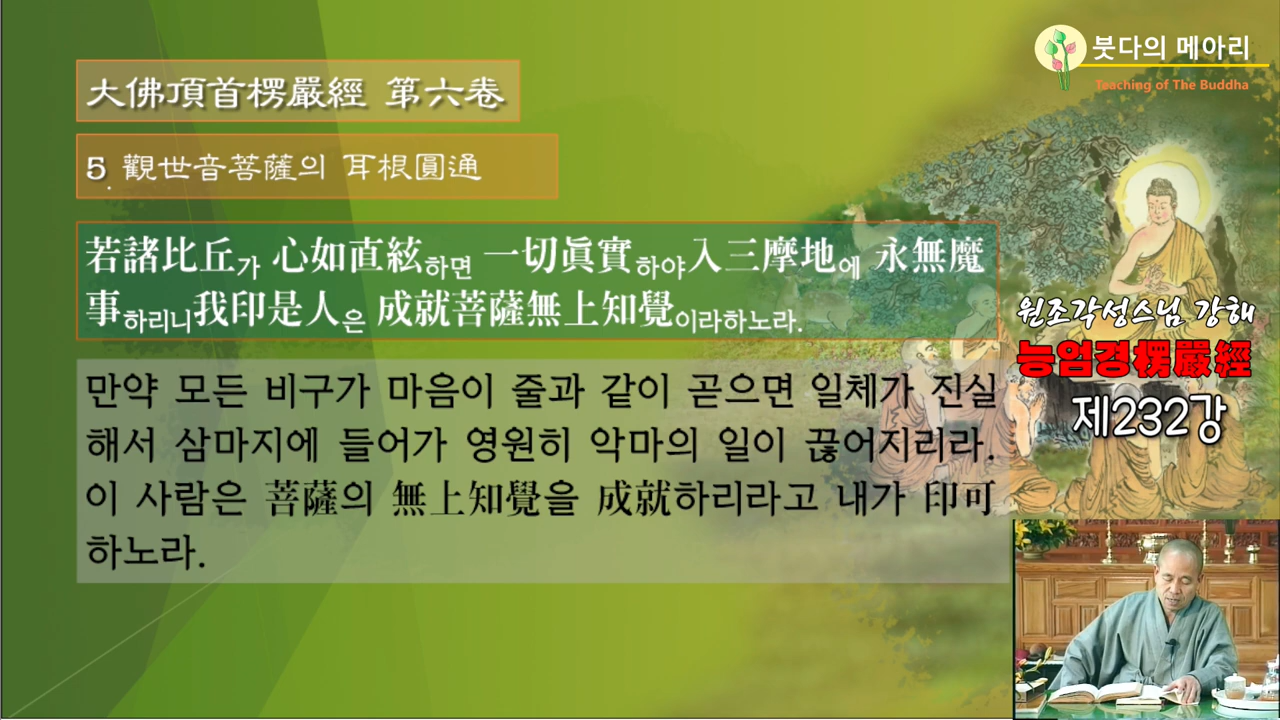 붓다의 메아리
Teaching of The Buddha
大佛頂首楞嚴經 第六卷
5. 觀世音菩薩의 耳根圓通
若諸比丘가 心如直絃하면 一切眞實하야入三摩地에 永無魔
事하리니我印是人은 成就菩薩無上知覺이라하노라.
만약 모든 비구가 마음이 줄과 같이 곧으면 일체가 진실
해서 삼마지에 들어가 영원히 악마의 일이 끊어지리라.
이 사람은 菩薩의 無上知覺을 成就하리라고 내가 印可
하노라.
원조각성스님 강해
능엄경楞嚴經
제232강